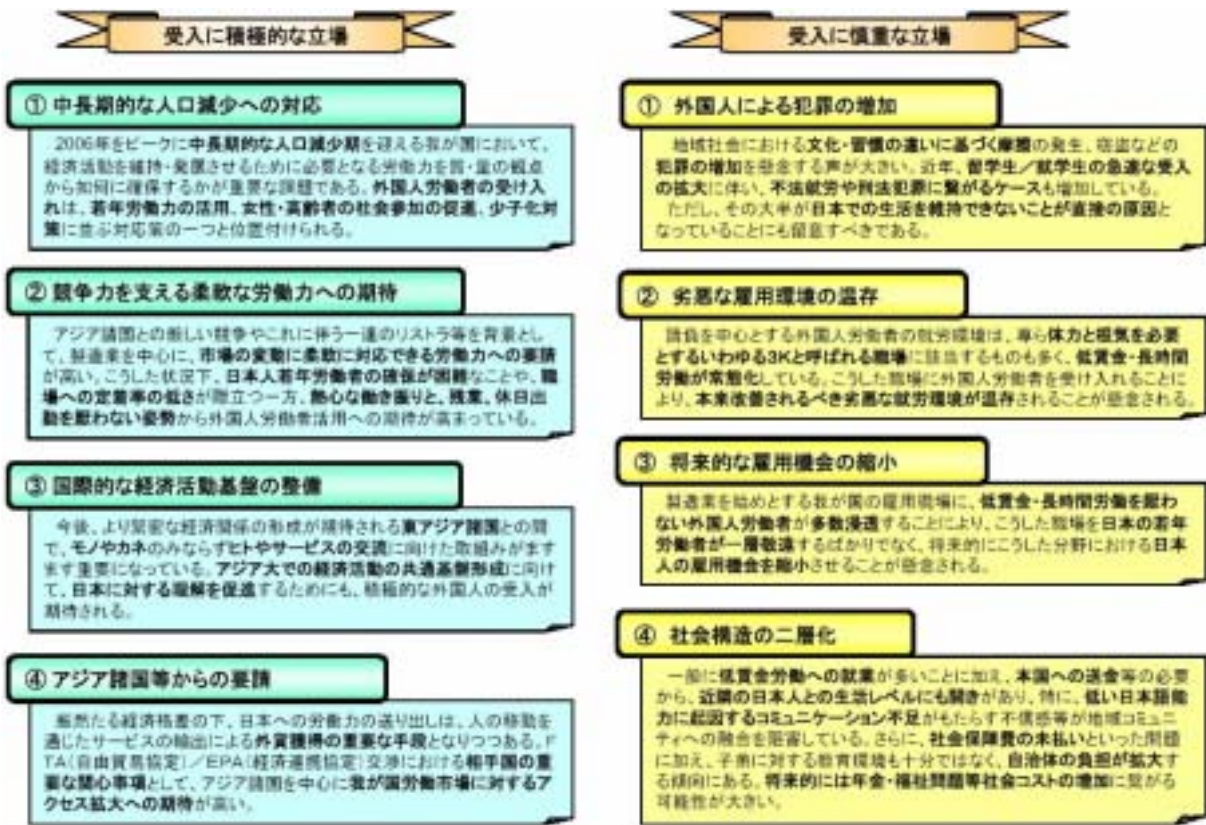 受入に積極的な立場
① 中長期的な人口減少への対応
2006年をピークに中長期的な人口減少期を迎える我が国において、
経済活動を維持・発展させるために必要となる労働力を質・量の観点
から如何に確保するかが重要な課題である。外国人労働者の受け入
れは、若年労働力の活用、女性・高齢者の社会参加の促進、少子化対
策に並ぶ対応策の一つと位置付けられる。
② 競争力を支える柔軟な労働力への期待
アジア諸国との厳しい競争やこれに伴う一連のリストラ等を背景とし
て、製造業を中心に、市場の変動に柔軟に対応できる労働力への要請
が高い。こうした状況下、日本人若年労働者の確保が困難なことや、職
場への定着率の低さが際立つ一方、熱心な働き振りと、残業、休日出
勤を厭わない姿勢から外国人労働者活用への期待が高まっている。
③ 国際的な経済活動基盤の整備
今後、より緊密な経済関係の形成が期待される東アジア諸国との間
で、モノやカネのみならずヒトやサービスの交流に向けた取組みがます
ます重要になっている。アジア大での経済活動の共通基盤形成に向け
て、日本に対する理解を促進するためにも、積極的な外国人の受入が
期待される。
④ アジア諸国等からの要請
厳然たる経済格差の下、日本への労働力の送り出しは、人の移動を
通じたサービスの輸出による外貨獲得の重要な手段となりつつある。F
TA(自由貿易協定)/EPA(経済連携協定)交渉における相手国の重
要な関心事項として、アジア諸国を中心に我が国労働市場に対するア
クセス拡大への期待が高い。
受入に慎重な立場
① 外国人による犯罪の増加
地域社会における文化・習慣の違いに基づく摩擦の発生、窃盗などの
犯罪の増加を懸念する声が大きい。近年、留学生/就学生の急速な受入
の拡大に伴い、不法就労や刑法犯罪に繋がるケースも増加している。
ただし、その大半が日本での生活を維持できないことが直接の原因と
なっていることにも留意すべきである。
② 劣悪な雇用環境の温存
請負を中心とする外国人労働者の就労環境は、専ら体力と根気を必要
とするいわゆる3Kと呼ばれる職場に該当するものも多く、低賃金・長時間
労働が常態化している。こうした職場に外国人労働者を受け入れることに
より、本来改善されるべき劣悪な就労環境が温存されることが懸念される。
③ 将来的な雇用機会の縮小
製造業を始めとする我が国の雇用現場に、低賃金・長時間労働を厭わ
ない外国人労働者が多数浸透することにより、こうした職場を日本の若年
労働者が一層敬遠するばかりでなく、将来的にこうした分野における日本
人の雇用機会を縮小させることが懸念される。
④ 社会構造の二層化
一般に低賃金労働への就業が多いことに加え、本国への送金等の必要
から、近隣の日本人との生活レベルにも開きがあり、特に、低い日本語能
力に起因するコミュニケーション不足がもたらす不信感等が地域コミュニ
ティへの融合を阻害している。さらに、社会保障費の未払いといった問題
に加え、子弟に対する教育環境も十分ではなく、自治体の負担が拡大す
る傾向にある。将来的には年金・福祉問題等社会コストの増加に繋がる
可能性が大きい。